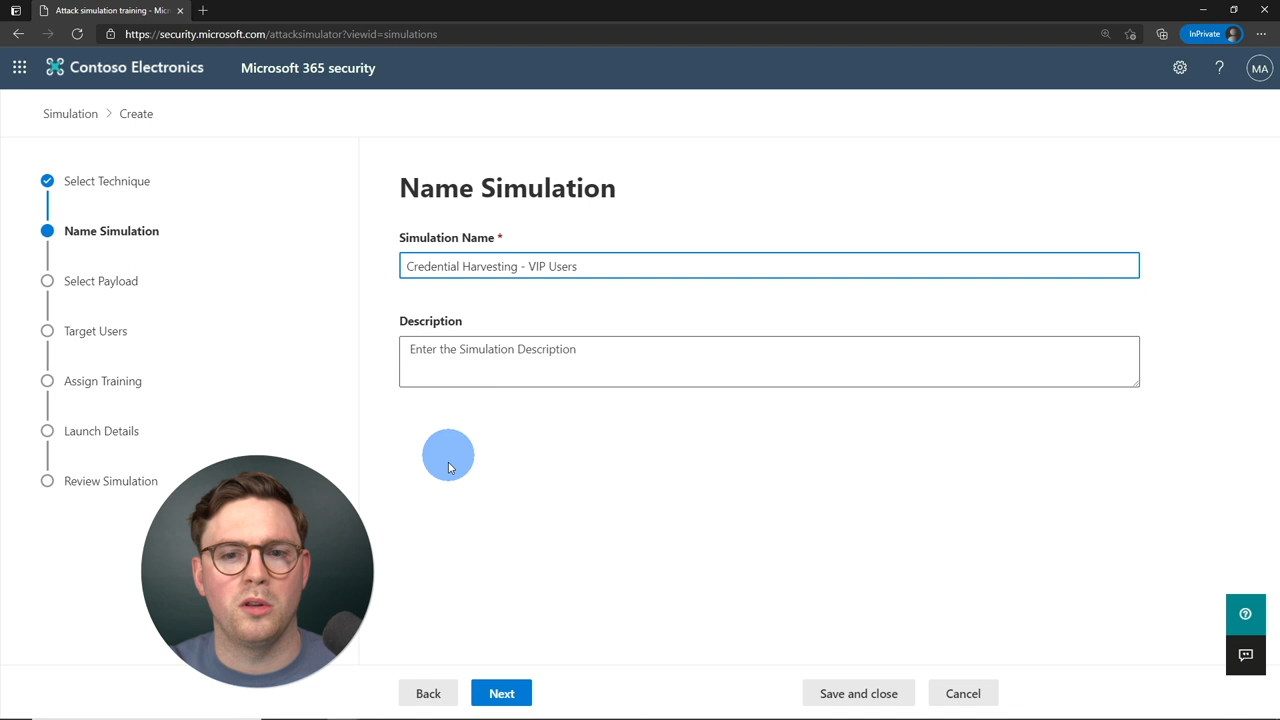 Attack simulation training - Micr
https://security.microsoft.com/attacksimulator?viewid=simulations
InPrivate
Contoso Electronics
Microsoft 365 security
?
MA
Simulation > Create
Select Technique
Name Simulation
Select Payload
Target Users
Assign Training
Launch Details
Review Simulation
Name Simulation
Simulation Name *
Credential Harvesting - VIP Users
Description
Enter the Simulation Description
Back
Next
Save and close
Cancel